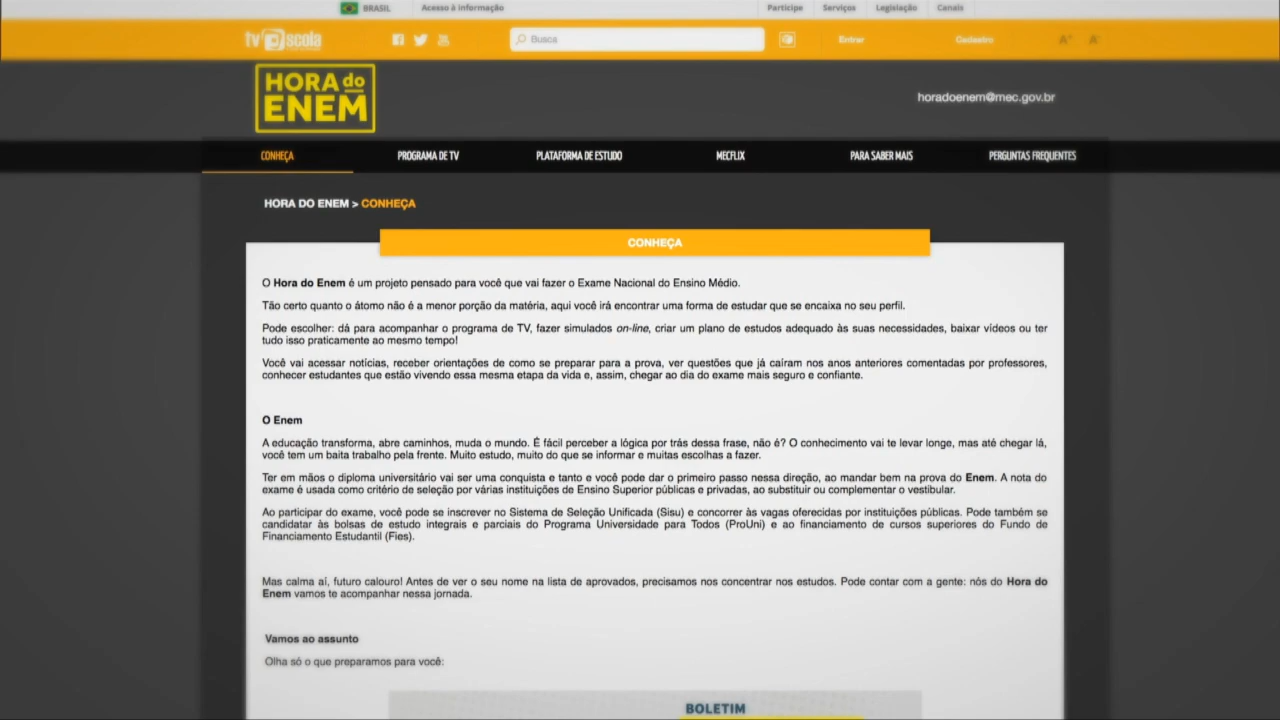 BRASIL Acesso à informação Participe Serviços Legislação Canais
tv escola Busca Entrar Cadastro A+ A-
HORA do
ENEM
horadoenem@mec.gov.br
CONHEÇA PROGRAMA DE TV PLATAFORMA DE ESTUDO MECFLIX PARA SABER MAIS PERGUNTAS FREQUENTES
HORA DO ENEM > CONHEÇA
CONHEÇA
O Hora do Enem é um projeto pensado para você que vai fazer o Exame Nacional do Ensino Médio.
Tão certo quanto o átomo não é a menor porção da matéria, aqui você irá encontrar uma forma de estudar que se encaixa no seu perfil.
Pode escolher: dá para acompanhar o programa de TV, fazer simulados on-line, criar um plano de estudos adequado às suas necessidades, baixar vídeos ou ter
tudo isso praticamente ao mesmo tempo!
Você vai acessar notícias, receber orientações de como se preparar para a prova, ver questões que já caíram nos anos anteriores comentadas por professores,
conhecer estudantes que estão vivendo essa mesma etapa da vida e, assim, chegar ao dia do exame mais seguro e confiante.
O Enem
A educação transforma, abre caminhos, muda o mundo. É fácil perceber a lógica por trás dessa frase, não é? O conhecimento vai te levar longe, mas até chegar lá,
você tem um baita trabalho pela frente. Muito estudo, muito do que se informar e muitas escolhas a fazer.
Ter em mãos o diploma universitário vai ser uma conquista e tanto e você pode dar o primeiro passo nessa direção, ao mandar bem na prova do Enem. A nota do
exame é usada como critério de seleção por várias instituições de Ensino Superior públicas e privadas, ao substituir ou complementar o vestibular.
Ao participar do exame, você pode se inscrever no Sistema de Seleção Unificada (Sisu) e concorrer às vagas oferecidas por instituições públicas. Pode também se
candidatar às bolsas de estudo integrais e parciais do Programa Universidade para Todos (ProUni) e ao financiamento de cursos superiores do Fundo de
Financiamento Estudantil (Fies).
Mas calma aí, futuro calouro! Antes de ver o seu nome na lista de aprovados, precisamos nos concentrar nos estudos. Pode contar com a gente: nós do Hora do
Enem vamos te acompanhar nessa jornada.
Vamos ao assunto
Olha só o que preparamos para você:
BOLETIM